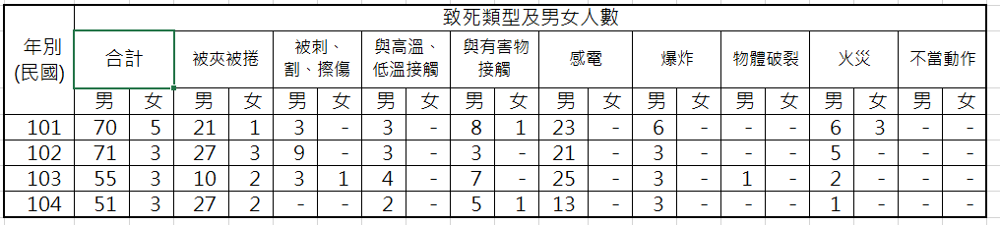 致死類型及男女人數
年別
(民國)
合計 被夾被捲 被刺、割、擦傷 與高溫、低溫接觸 與有害物接觸 感電 爆炸 物體破裂 火災 不當動作
男 女 男 女 男 女 男 女 男 女 男 女 男 女 男 女 男 女 男 女
101 70 5 21 1 3 - 3 - 8 1 23 - 6 - - - 6 3 - -
102 71 3 27 3 9 - 3 - 3 - 21 - 3 - - - 5 - - -
103 55 3 10 2 3 1 4 - 7 - 25 - 3 - 1 - 2 - - -
104 51 3 27 2 - - 2 - 5 1 13 - 3 - - - 1 - - -